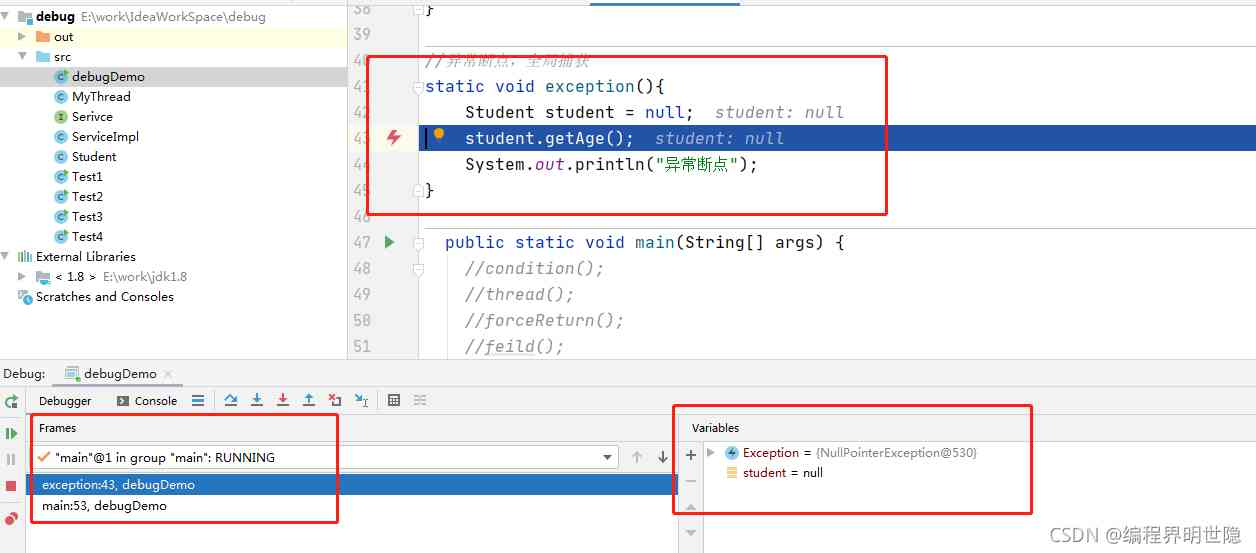 debug E:\work\IdeaWorkSpace\debug
out
src
debugDemo
MyThread
Serivce
ServiceImpl
Student
Test1
Test2
Test3
Test4
External Libraries
< 1.8 > E:\work\jdk1.8
Scratches and Consoles
38 }
39
40 //异常断点，全局捕获
41 static void exception(){
42 Student student = null; student: null
43 student.getAge(); student: null
44 System.out.println("异常断点");
45 }
46
47 public static void main(String[] args) {
48 //condition();
49 //thread();
50 //forceReturn();
51 //feild();
Debug: debugDemo
Debugger Console
Frames
"main"@1 in group "main": RUNNING
exception:43, debugDemo
main:53, debugDemo
Variables
Exception = {NullPointerException@530}
student = null
CSDN @编程界明世隐